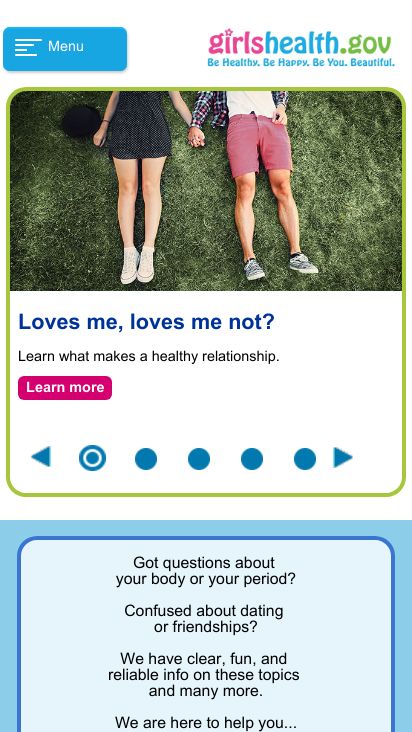 Menu
girlshealth.gov
Be Healthy. Be Happy. Be You. Beautiful.
Loves me, loves me not?
Learn what makes a healthy relationship.
Learn more
Got questions about
your body or your period?
Confused about dating
or friendships?
We have clear, fun, and
reliable info on these topics
and many more.
We are here to help you...